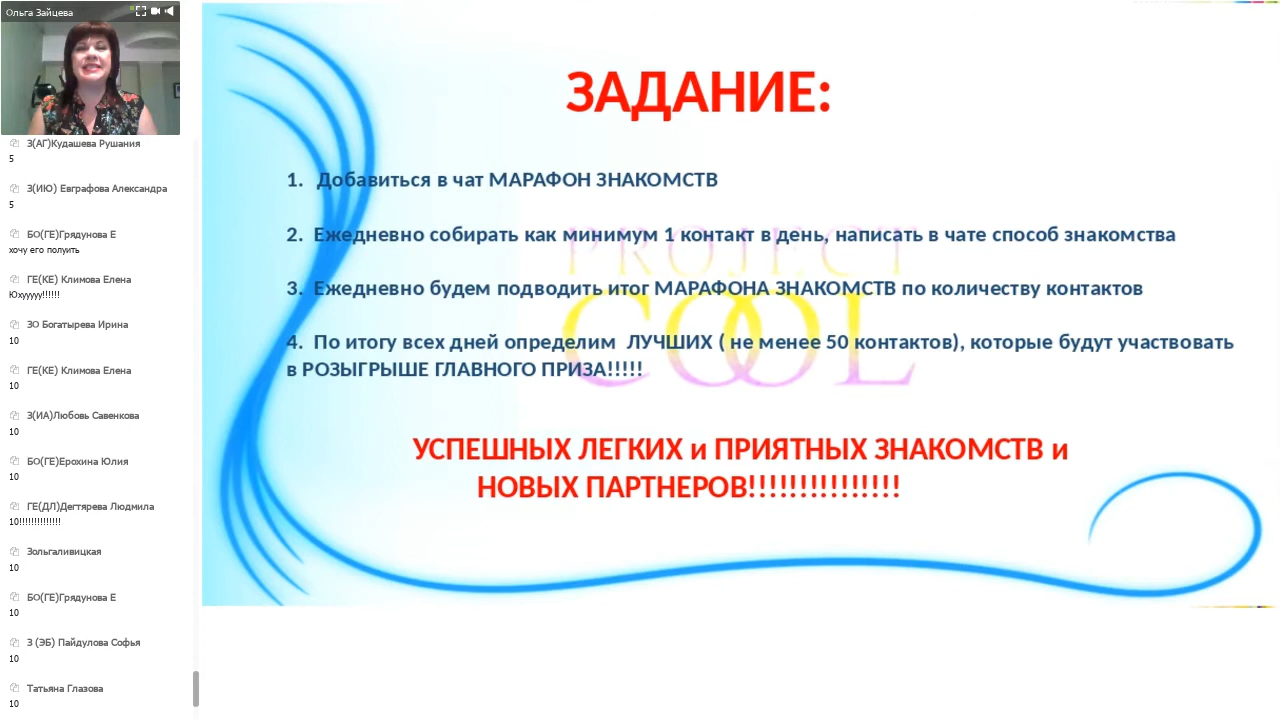 Ольга Зайцева
З(АГ)Кудашева Рушания
5
З(ИЮ) Евграфова Александра
5
БО(ГЕ)Грядунова Е
хочу его полуить
ГЕ(КЕ) Климова Елена
Юхууууу!!!!!!
ЗО Богатырева Ирина
10
ГЕ(КЕ) Климова Елена
10
З(ИА)Любовь Савенкова
10
БО(ГЕ)Ерохина Юлия
10
ГЕ(ДЛ)Дегтярева Людмила
10!!!!!!!!!!!!!!
Зольгаливицкая
10
БО(ГЕ)Грядунова Е
10
З (ЭБ) Пайдулова Софья
10
Татьяна Глазова
10
ЗАДАНИЕ:
1. Добавиться в чат МАРАФОН ЗНАКОМСТВ
2. Ежедневно собирать как минимум 1 контакт в день, написать в чате способ знакомства
3. Ежедневно будем подводить итог МАРАФОНА ЗНАКОМСТВ по количеству контактов
4. По итогу всех дней определим ЛУЧШИХ ( не менее 50 контактов), которые будут участвовать
в РОЗЫГРЫШЕ ГЛАВНОГО ПРИЗА!!!!!
PROJECT
COOL
УСПЕШНЫХ ЛЕГКИХ и ПРИЯТНЫХ ЗНАКОМСТВ и
НОВЫХ ПАРТНЕРОВ!!!!!!!!!!!!!!!